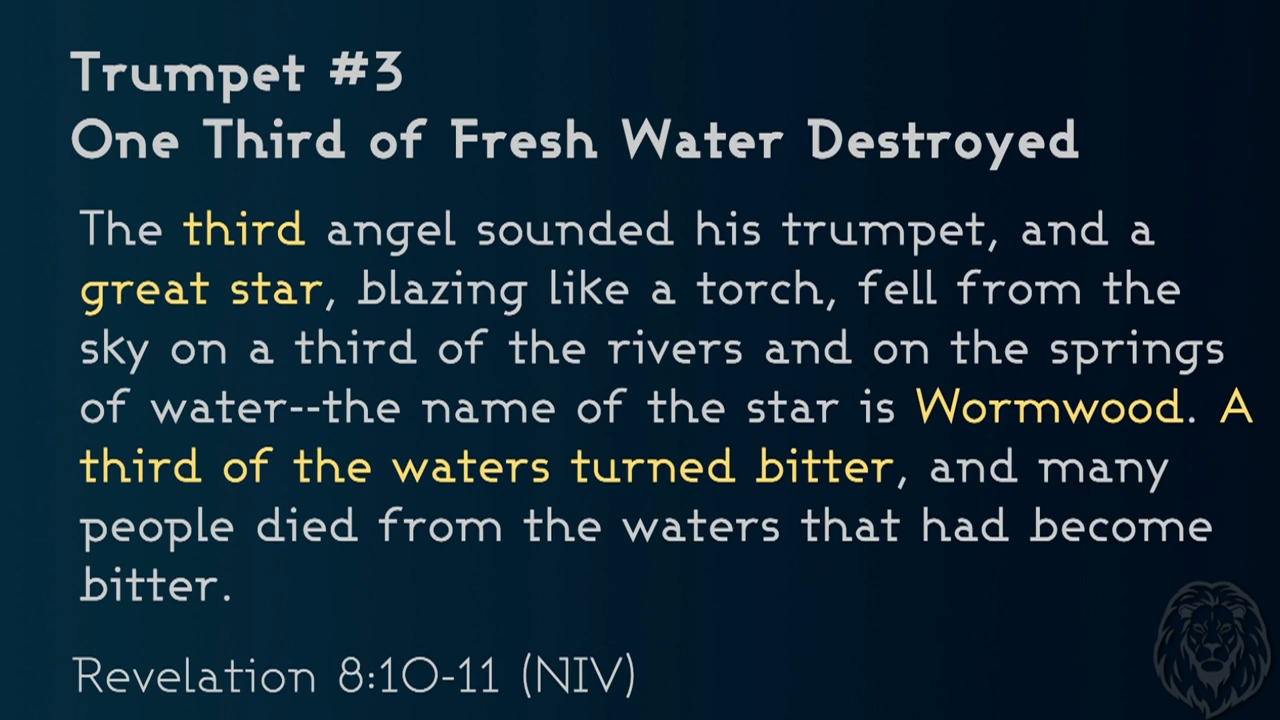 Trumpet #3
One Third of Fresh Water Destroyed
The third angel sounded his trumpet, and a
great star, blazing like a torch, fell from the
sky on a third of the rivers and on the springs
of water--the name of the star is Wormwood. A
third of the waters turned bitter, and many
people died from the waters that had become
bitter.
Revelation 8:10-11 (NIV)